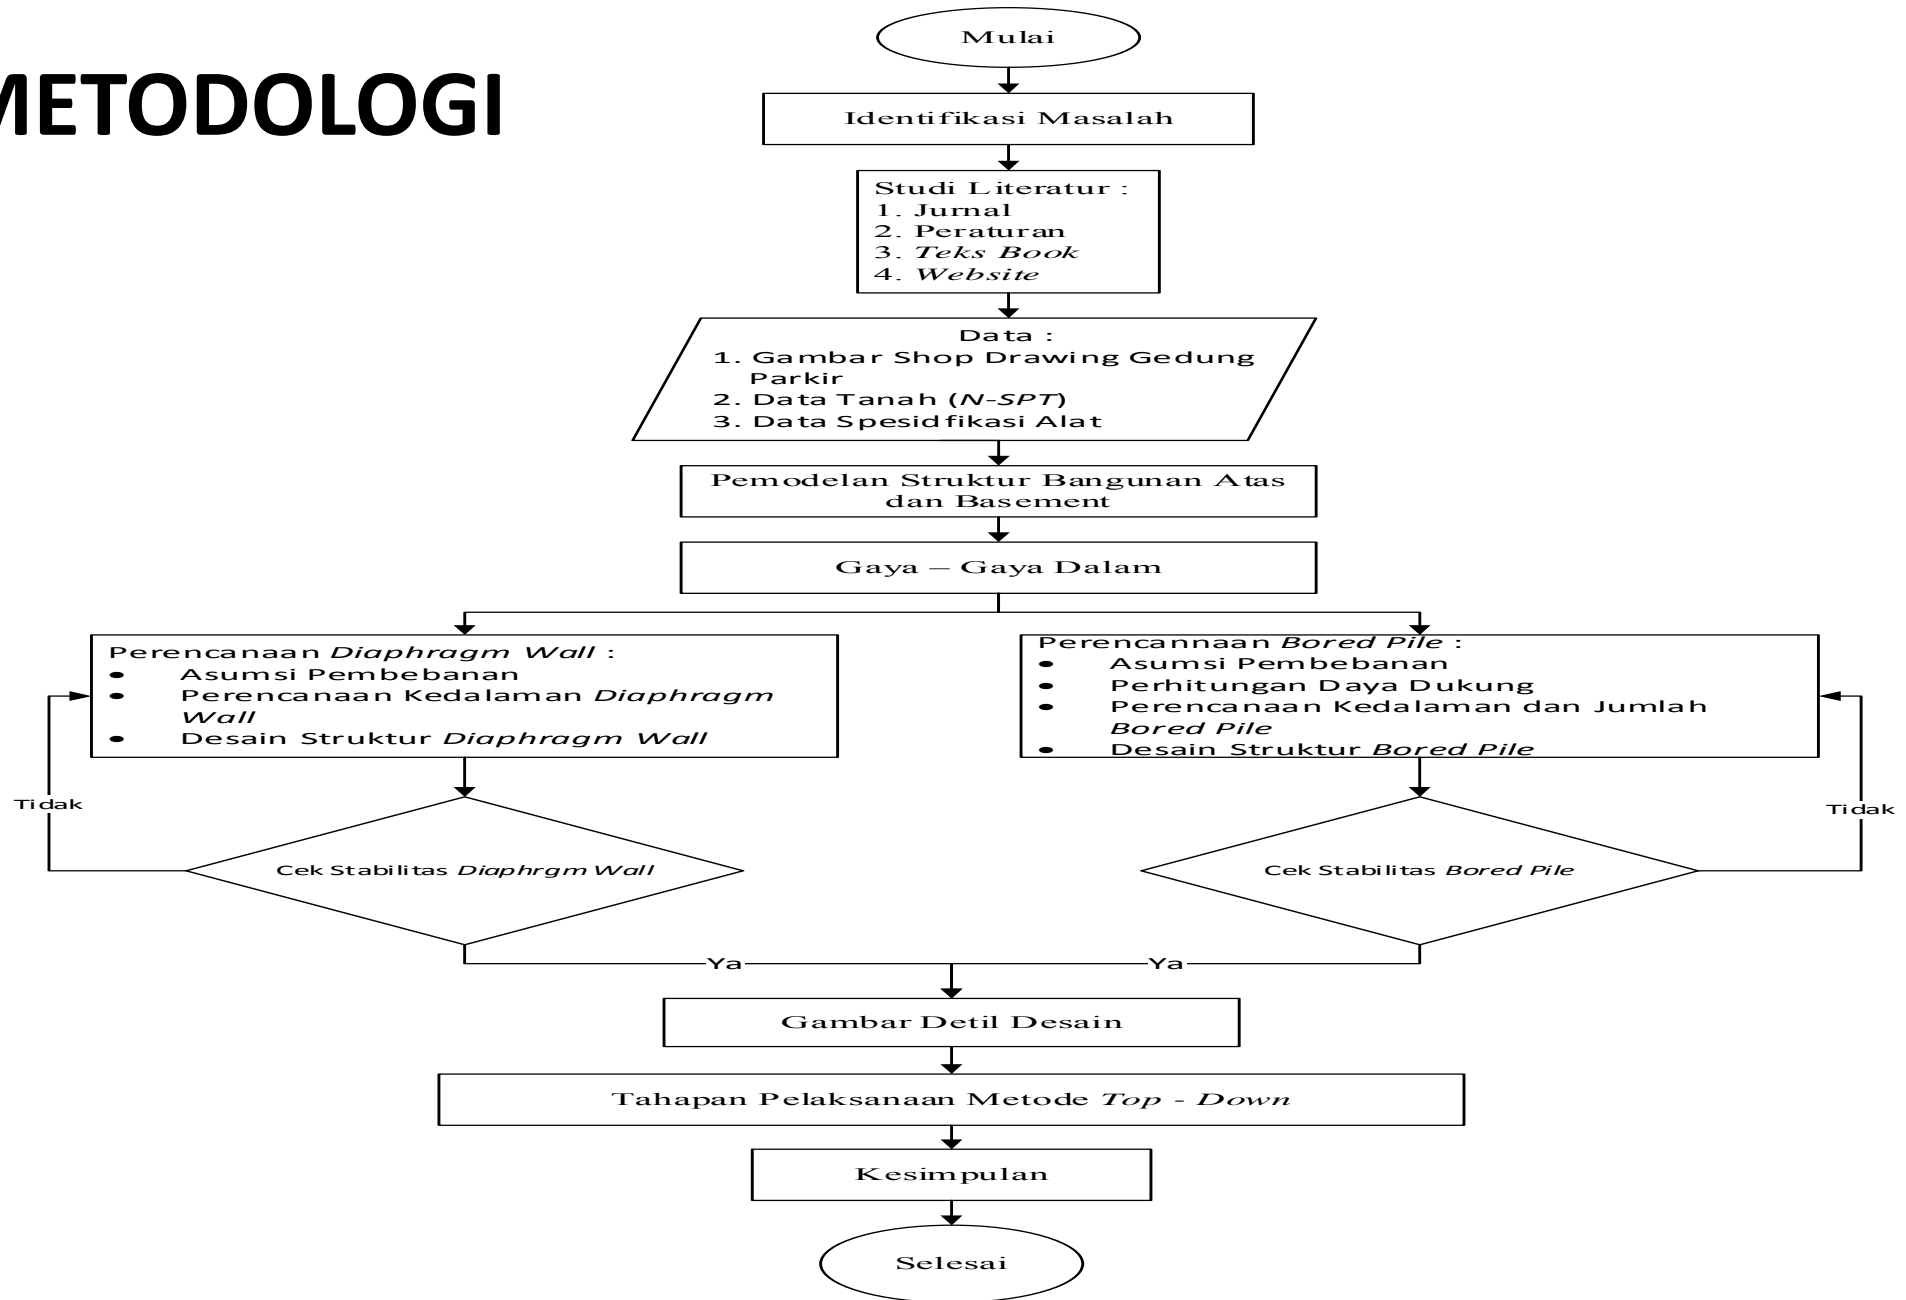 METODOLOGI
Mulai
Identifikasi Masalah
Studi Literatur :
1. Jurnal
2. Peraturan
3. Teks Book
4. Website
Data :
1. Gambar Shop Drawing Gedung
Parkir
2. Data Tanah (N-SPT)
3. Data Spesidfikasi Alat
Pemodelan Struktur Bangunan Atas
dan Basement
Gaya – Gaya Dalam
Perencanaan Diaphragm Wall :
• Asumsi Pembebanan
• Perencanaan Kedalaman Diaphragm
Wall
• Desain Struktur Diaphragm Wall
Perencannaan Bored Pile :
• Asumsi Pembebanan
• Perhitungan Daya Dukung
• Perencanaan Kedalaman dan Jumlah
Bored Pile
• Desain Struktur Bored Pile
Tidak
Tidak
Cek Stabilitas Diaphrgm Wall
Cek Stabilitas Bored Pile
Ya
Ya
Gambar Detil Desain
Tahapan Pelaksanaan Metode Top - Down
Kesimpulan
Selesai